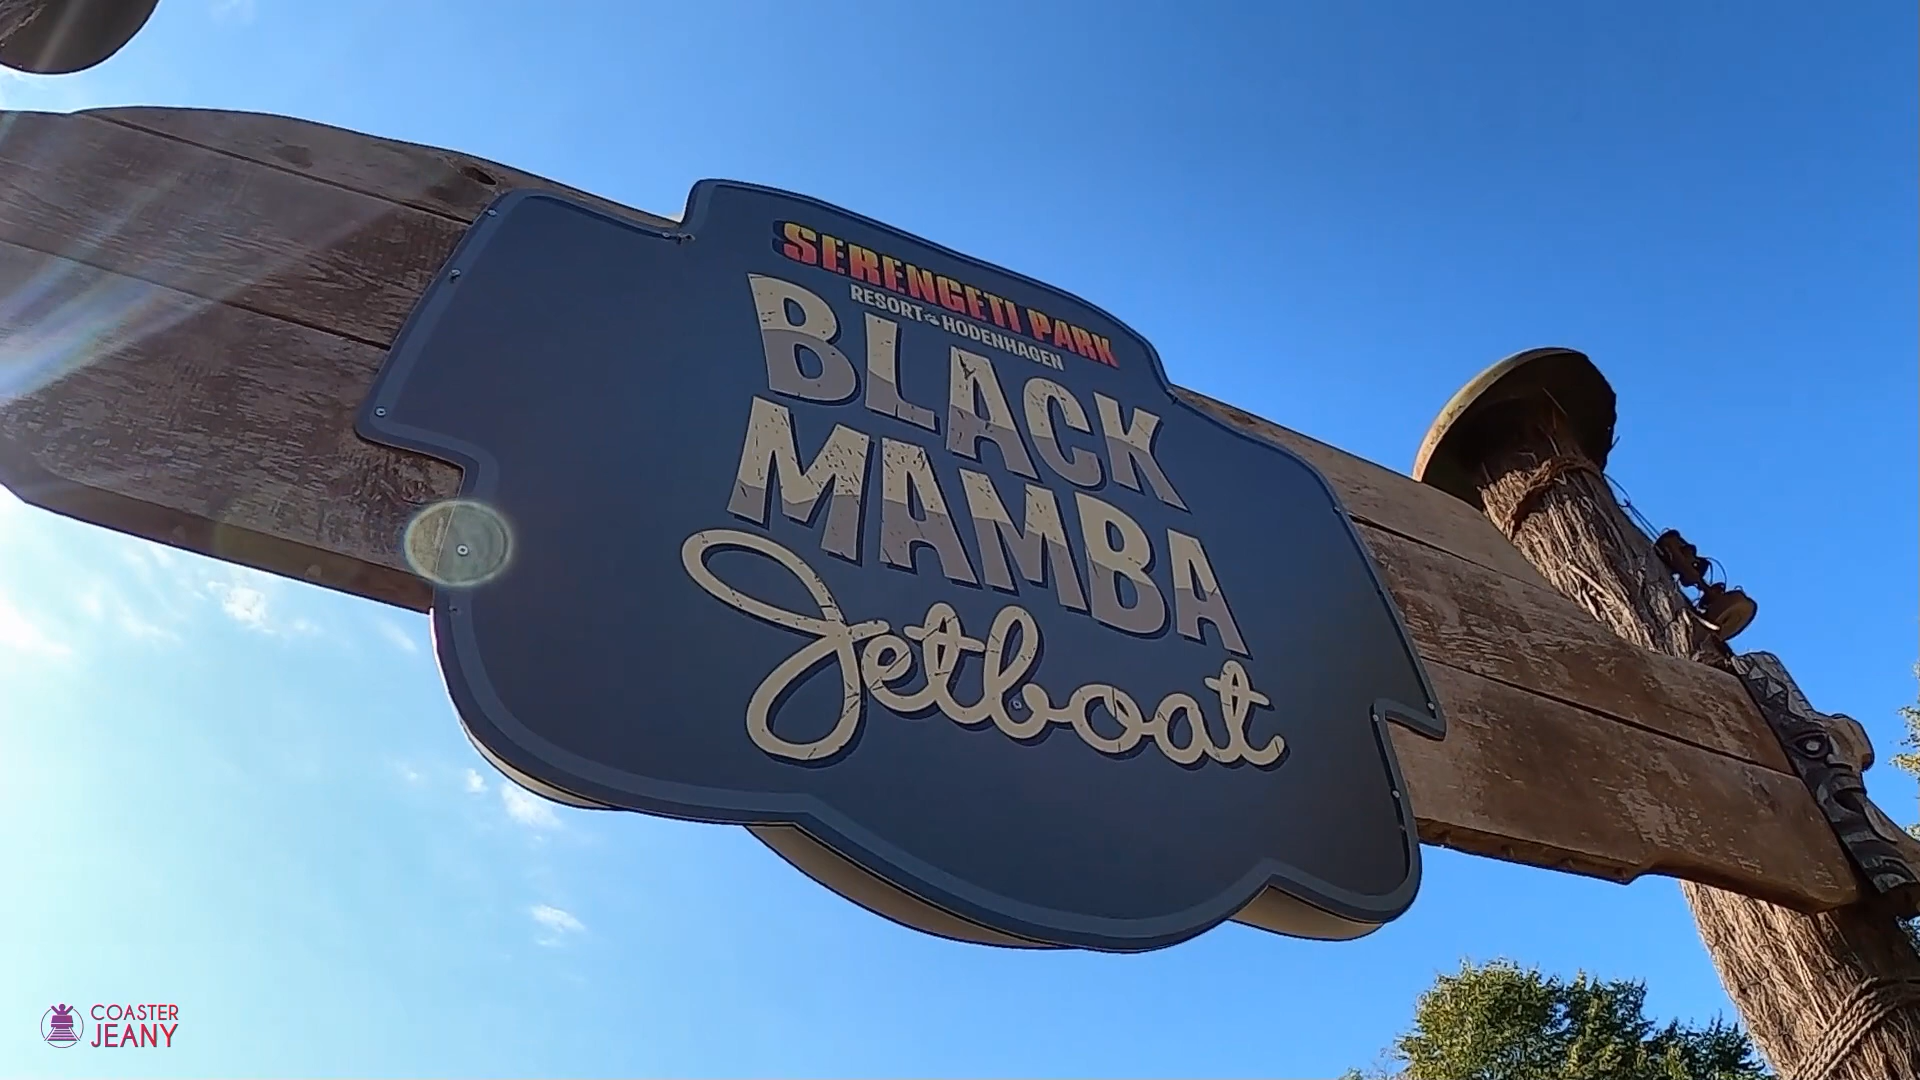 SERENGETI PARK
RESORT HODENHAGEN
BLACK
MAMBA
Jetboat
COASTER
JEANY